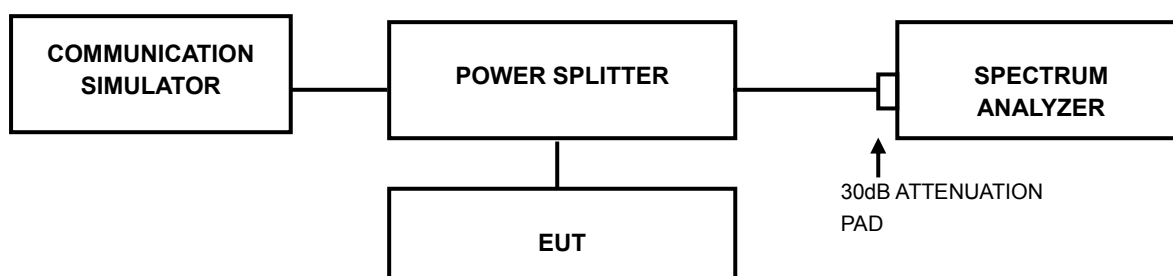 COMMUNICATION
SIMULATOR
POWER SPLITTER
SPECTRUM
ANALYZER
30dB ATTENUATION
PAD
EUT